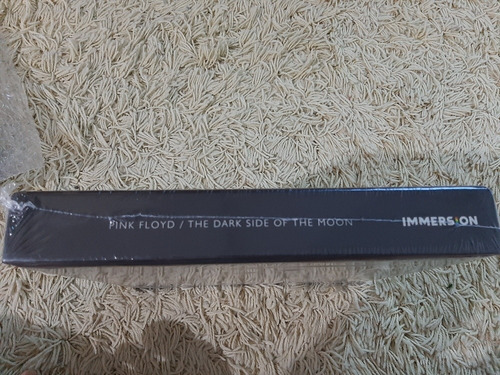 PINK FLOYD / THE DARK SIDE OF THE MOON IMMERSION